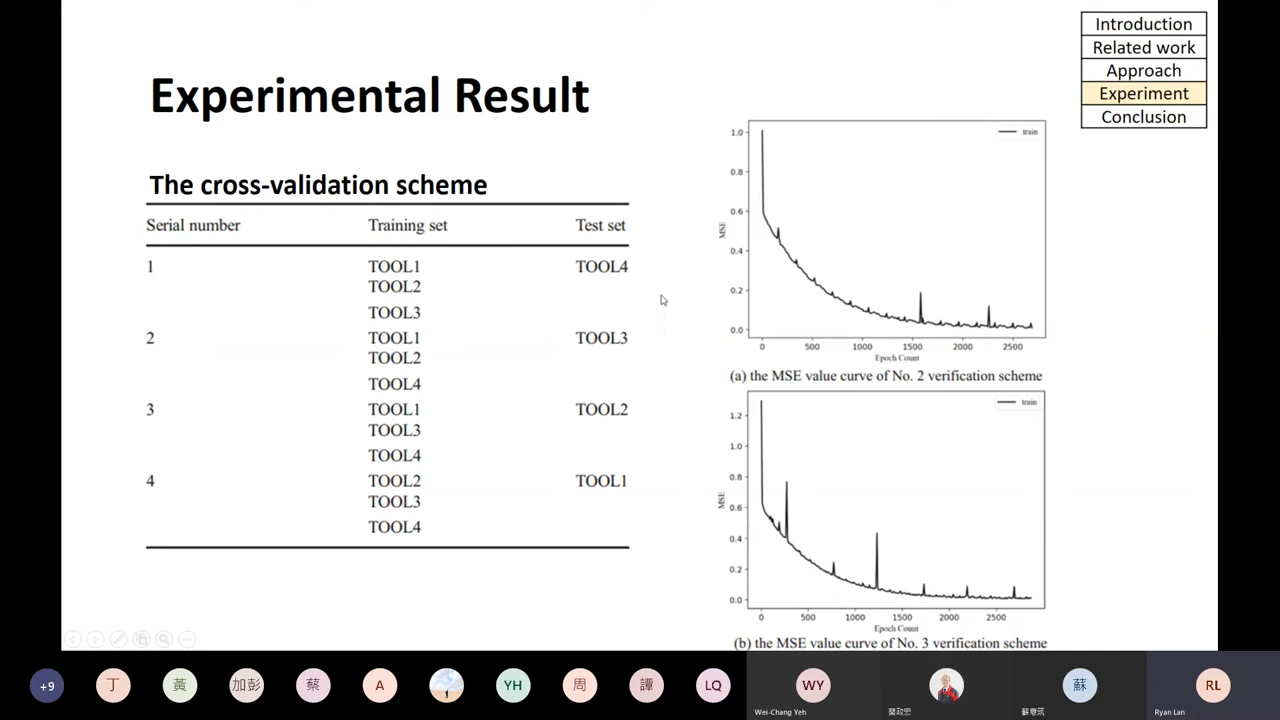 Introduction
Related work
Approach
Experiment
Conclusion
Experimental Result
The cross-validation scheme
Serial number Training set Test set
1 TOOL1 TOOL4
TOOL2
TOOL3
2 TOOL1 TOOL3
TOOL2
TOOL4
3 TOOL1 TOOL2
TOOL3
TOOL4
4 TOOL2 TOOL1
TOOL3
TOOL4
train
1.0
0.8
0.6
0.4
0.2
0.0
MSE
0 500 1000 1500 2000 2500
Epoch Count
(a) the MSE value curve of No. 2 verification scheme
train
1.2
1.0
0.8
0.6
0.4
0.2
0.0
MSE
0 500 1000 1500 2000 2500
Epoch Count
(b) the MSE value curve of No. 3 verification scheme
+9 丁 黃 加彭 蔡 A YH 周 譚 LQ WY 蘇 RL
Wei-Chang Yeh Ryan Lan